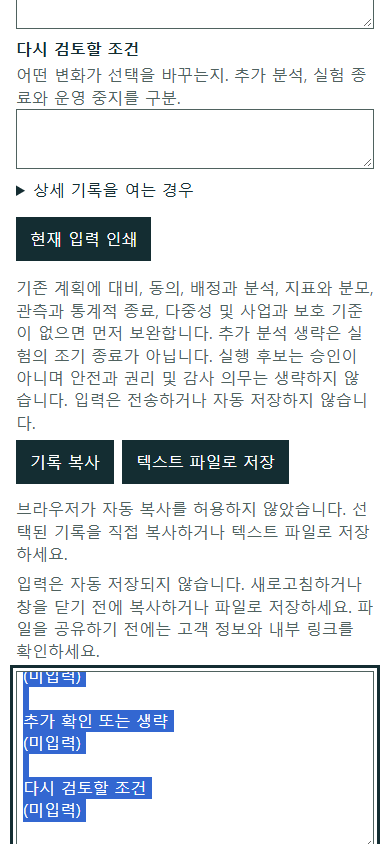 다시 검토할 조건
어떤 변화가 선택을 바꾸는지. 추가 분석, 실험 종
료와 운영 중지를 구분.
▶ 상세 기록을 여는 경우
현재 입력 인쇄
기존 계획에 대비, 동의, 배정과 분석, 지표와 분모,
관측과 통계적 종료, 다중성 및 사업과 보호 기준
이 없으면 먼저 보완합니다. 추가 분석 생략은 실
험의 조기 종료가 아닙니다. 실행 후보는 승인이
아니며 안전과 권리 및 감사 의무는 생략하지 않
습니다. 입력은 전송하거나 자동 저장하지 않습니
다.
기록 복사
텍스트 파일로 저장
브라우저가 자동 복사를 허용하지 않았습니다. 선
택된 기록을 직접 복사하거나 텍스트 파일로 저장
하세요.
입력은 자동 저장되지 않습니다. 새로고침하거나
창을 닫기 전에 복사하거나 파일로 저장하세요. 파
일을 공유하기 전에는 고객 정보와 내부 링크를
확인하세요.
(미입력)
추가 확인 또는 생략
(미입력)
다시 검토할 조건
(미입력)